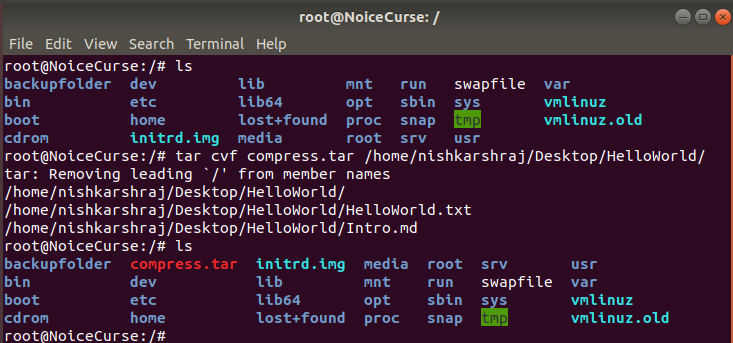 root@NoiceCurse: /
File Edit View Search Terminal Help
root@NoiceCurse:/# ls
backupfolder dev lib mnt run swapfile var
bin etc lib64 opt sbin sys vmlinuz
boot home lost+found proc snap tmp vmlinuz.old
cdrom initrd.img media root srv usr
root@NoiceCurse:/# tar cvf compress.tar /home/nishkarshraj/Desktop/HelloWorld/
tar: Removing leading `/' from member names
/home/nishkarshraj/Desktop/HelloWorld/
/home/nishkarshraj/Desktop/HelloWorld/HelloWorld.txt
/home/nishkarshraj/Desktop/HelloWorld/Intro.md
root@NoiceCurse:/# ls
backupfolder compress.tar initrd.img media root srv usr
bin dev lib mnt run swapfile var
boot etc lib64 opt sbin sys vmlinuz
cdrom home lost+found proc snap tmp vmlinuz.old
root@NoiceCurse:/#